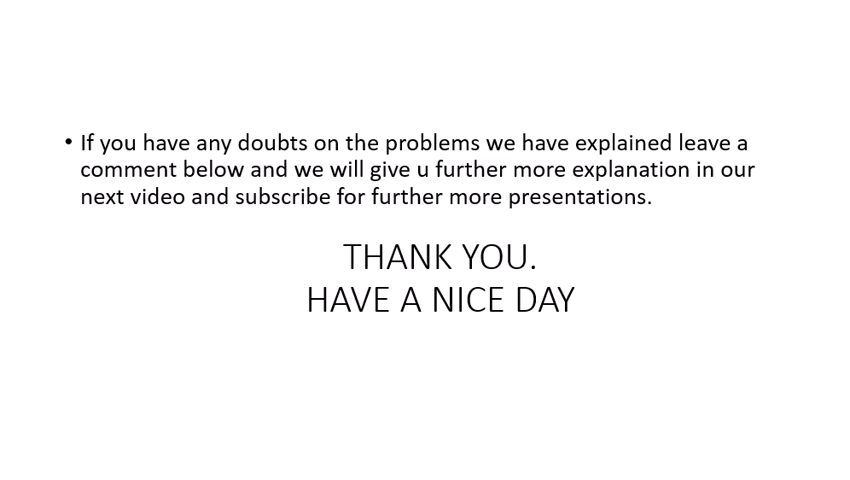 • If you have any doubts on the problems we have explained leave a
comment below and we will give u further more explanation in our
next video and subscribe for further more presentations.
THANK YOU.
HAVE A NICE DAY